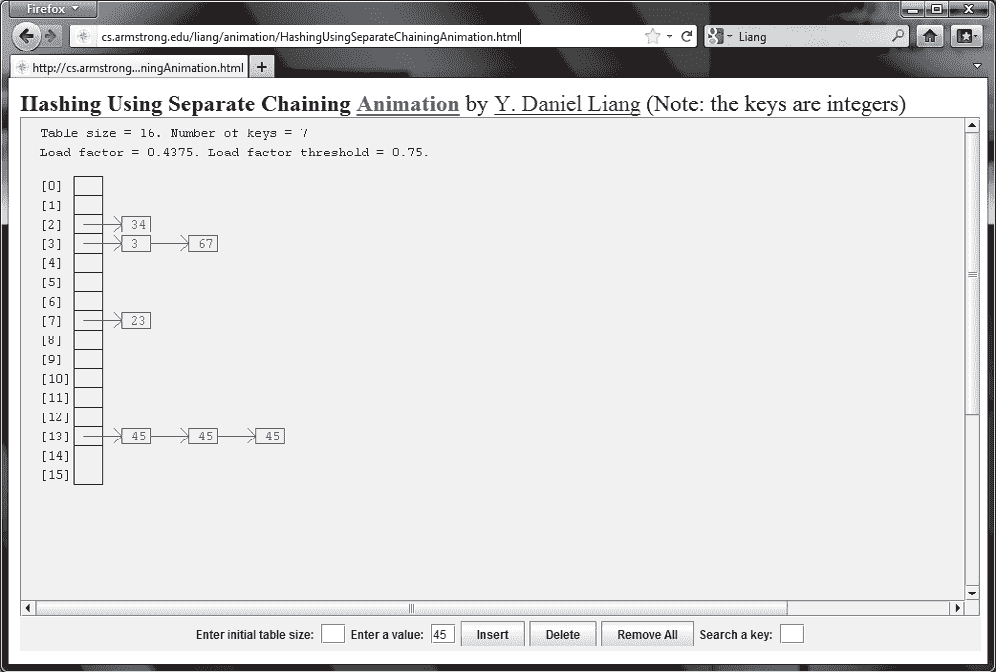 Firefox
cs.armstrong.edu/liang/animation/HashingUsingSeparateChainingAnimation.html
Liang
http://cs.armstrong...ningAnimation.html
+
Hashing Using Separate Chaining Animation by Y. Daniel Liang (Note: the keys are integers)
Table size = 16. Number of keys = 7
Load factor = 0.4375. Load factor threshold = 0.75.
[0]
[1]
[2] 34
[3] 3 67
[4]
[5]
[6]
[7] 23
[8]
[9]
[10]
[11]
[12]
[13] 45 45 45
[14]
[15]
Enter initial table size: Enter a value: 45 Insert Delete Remove All Search a key: